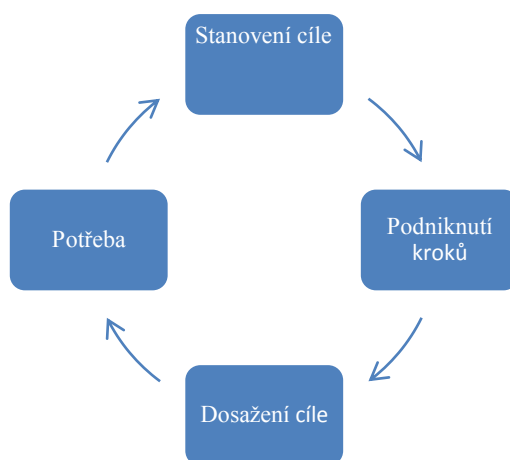 Stanovení cíle
Potřeba
Podniknutí
kroků
Dosažení cíle